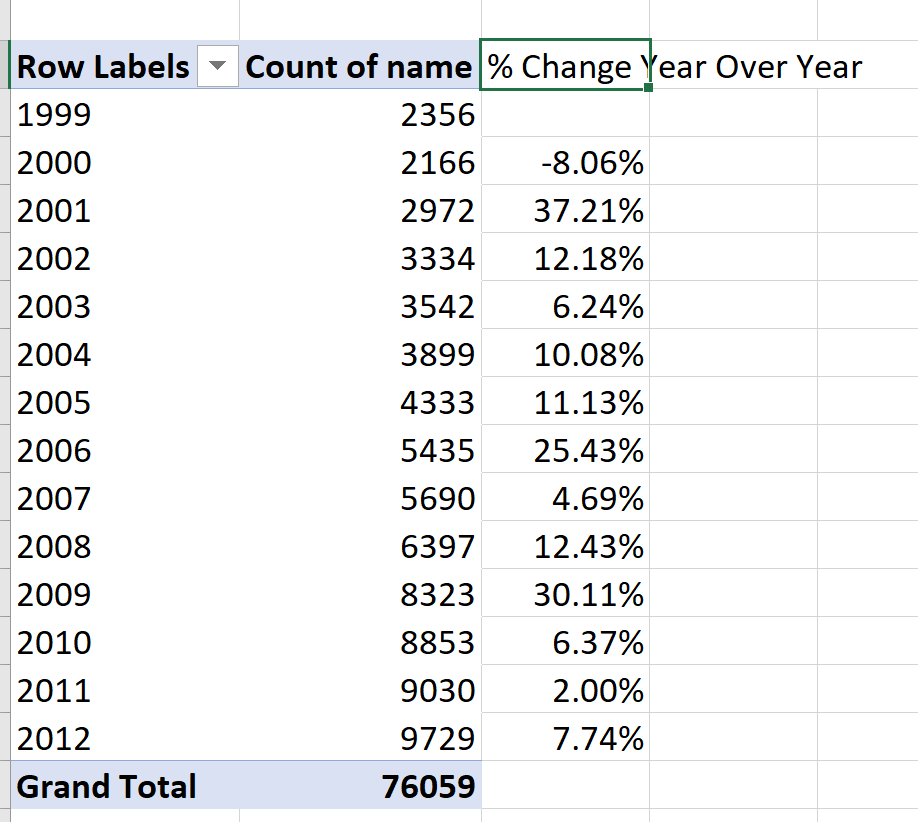 Row Labels Count of name % Change Year Over Year
1999 2356
2000 2166 -8.06%
2001 2972 37.21%
2002 3334 12.18%
2003 3542 6.24%
2004 3899 10.08%
2005 4333 11.13%
2006 5435 25.43%
2007 5690 4.69%
2008 6397 12.43%
2009 8323 30.11%
2010 8853 6.37%
2011 9030 2.00%
2012 9729 7.74%
Grand Total 76059